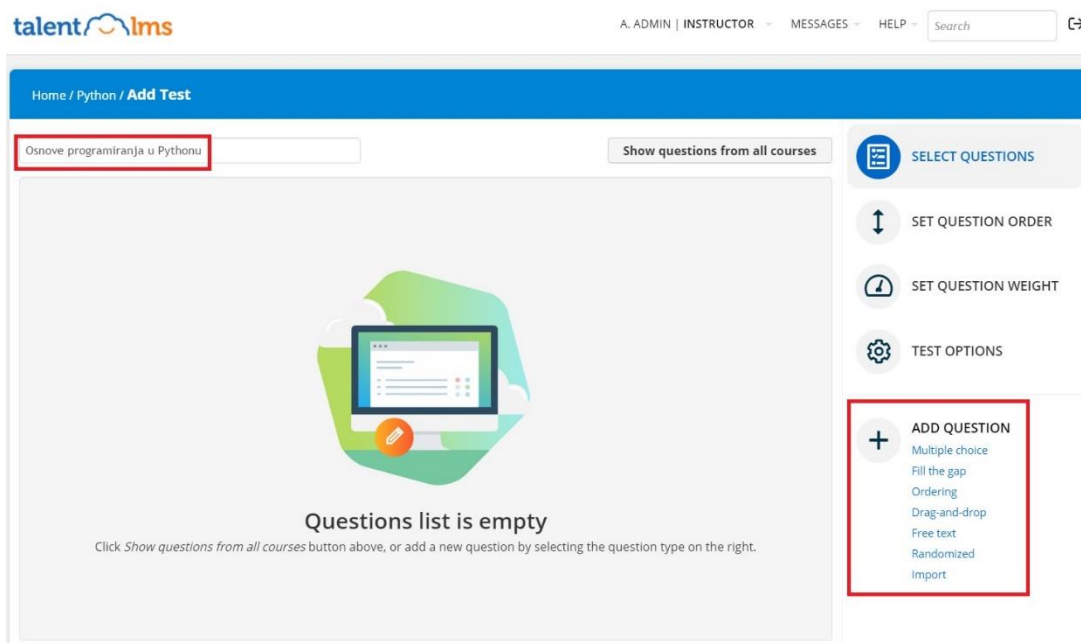 talent lms
A. ADMIN | INSTRUCTOR MESSAGES HELP Search
Home / Python / Add Test
Osnove programiranja u Pythonu
Show questions from all courses
Questions list is empty
Click Show questions from all courses button above, or add a new question by selecting the question type on the right.
SELECT QUESTIONS
SET QUESTION ORDER
SET QUESTION WEIGHT
TEST OPTIONS
ADD QUESTION
Multiple choice
Fill the gap
Ordering
Drag-and-drop
Free text
Randomized
Import